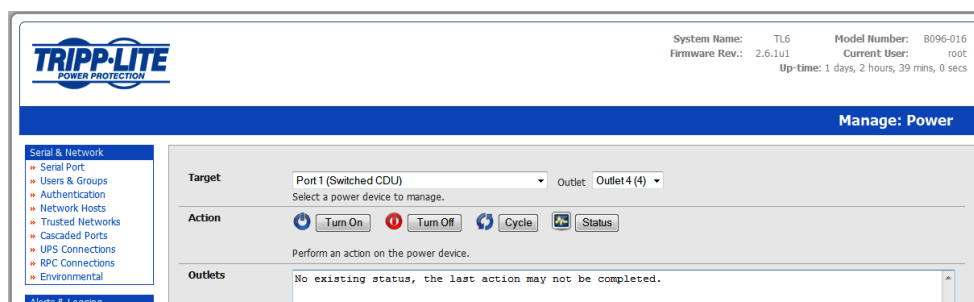 TRIPP·LITE
POWER PROTECTION
System Name: TL6 Model Number: B096-016
Firmware Rev.: 2.6.1u1 Current User: root
Up-time: 1 days, 2 hours, 39 mins, 0 secs
Manage: Power
Serial & Network
» Serial Port
» Users & Groups
» Authentication
» Network Hosts
» Trusted Networks
» Cascaded Ports
» UPS Connections
» RPC Connections
» Environmental
Alerts & Logging
Target
Port 1 (Switched CDU) Outlet Outlet 4 (4)
Select a power device to manage.
Action
Turn On Turn Off Cycle Status
Perform an action on the power device.
Outlets
No existing status, the last action may not be completed.